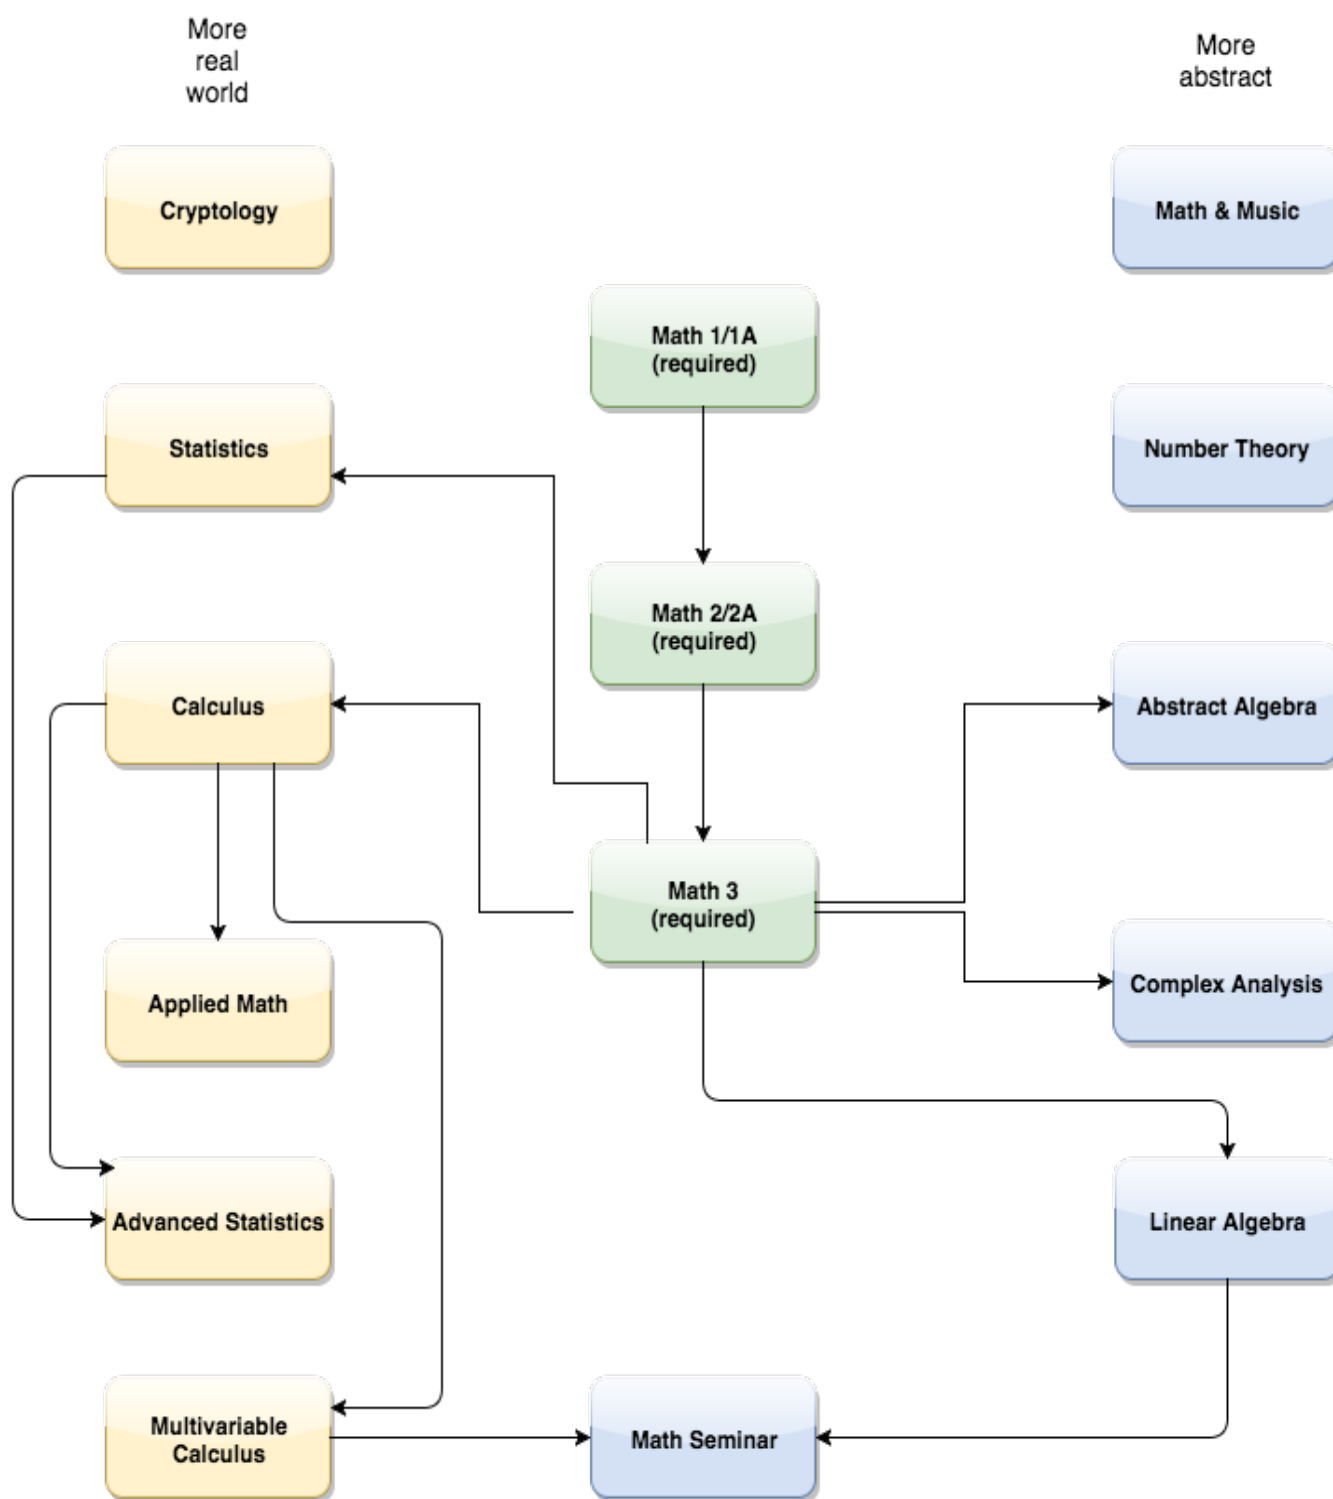 More
real
world
More
abstract
Cryptology
Math & Music
Math 1/1A
(required)
Statistics
Number Theory
Math 2/2A
(required)
Calculus
Abstract Algebra
Math 3
(required)
Applied Math
Complex Analysis
Advanced Statistics
Linear Algebra
Multivariable
Calculus
Math Seminar